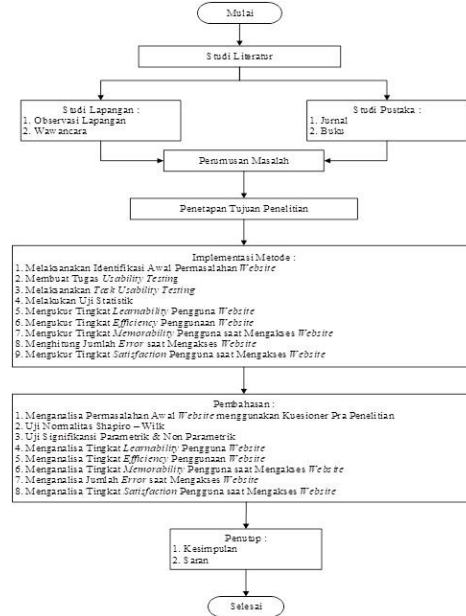 Mulai
Studi Literatur
Studi Lapangan :
1. Observasi Lapangan
2. Wawancara
Studi Pustaka :
1. Jurnal
2. Buku
Perumusan Masalah
Penetapan Tujuan Penelitian
Implementasi Metode :
1. Melaksanakan Identifikasi Awal Permasalahan Website
2. Membuat Tugas Usability Testing
3. Melaksanakan Task Usability Testing
4. Melakukan Uji Statistik
5. Mengukur Tingkat Learnability Pengguna Website
6. Mengukur Tingkat Efficiency Penggunaan Website
7. Mengukur Tingkat Memorability Pengguna saat Mengakses Website
8. Menghitung Jumlah Error saat Mengakses Website
9. Mengukur Tingkat Satisfaction Pengguna saat Mengakses Website
Pembahasan :
1. Menganalisa Permasalahan Awal Website menggunakan Kuesioner Pra Penelitian
2. Uji Normalitas Shapiro – Wilk
3. Uji Signifikansi Parametrik & Non Parametrik
4. Menganalisa Tingkat Learnability Pengguna Website
5. Menganalisa Tingkat Efficiency Penggunaan Website
6. Menganalisa Tingkat Memorability Pengguna saat Mengakses Website
7. Menganalisa Jumlah Error saat Mengakses Website
8. Menganalisa Tingkat Satisfaction Pengguna saat Mengakses Website
Penutup :
1. Kesimpulan
2. Saran
Selesai